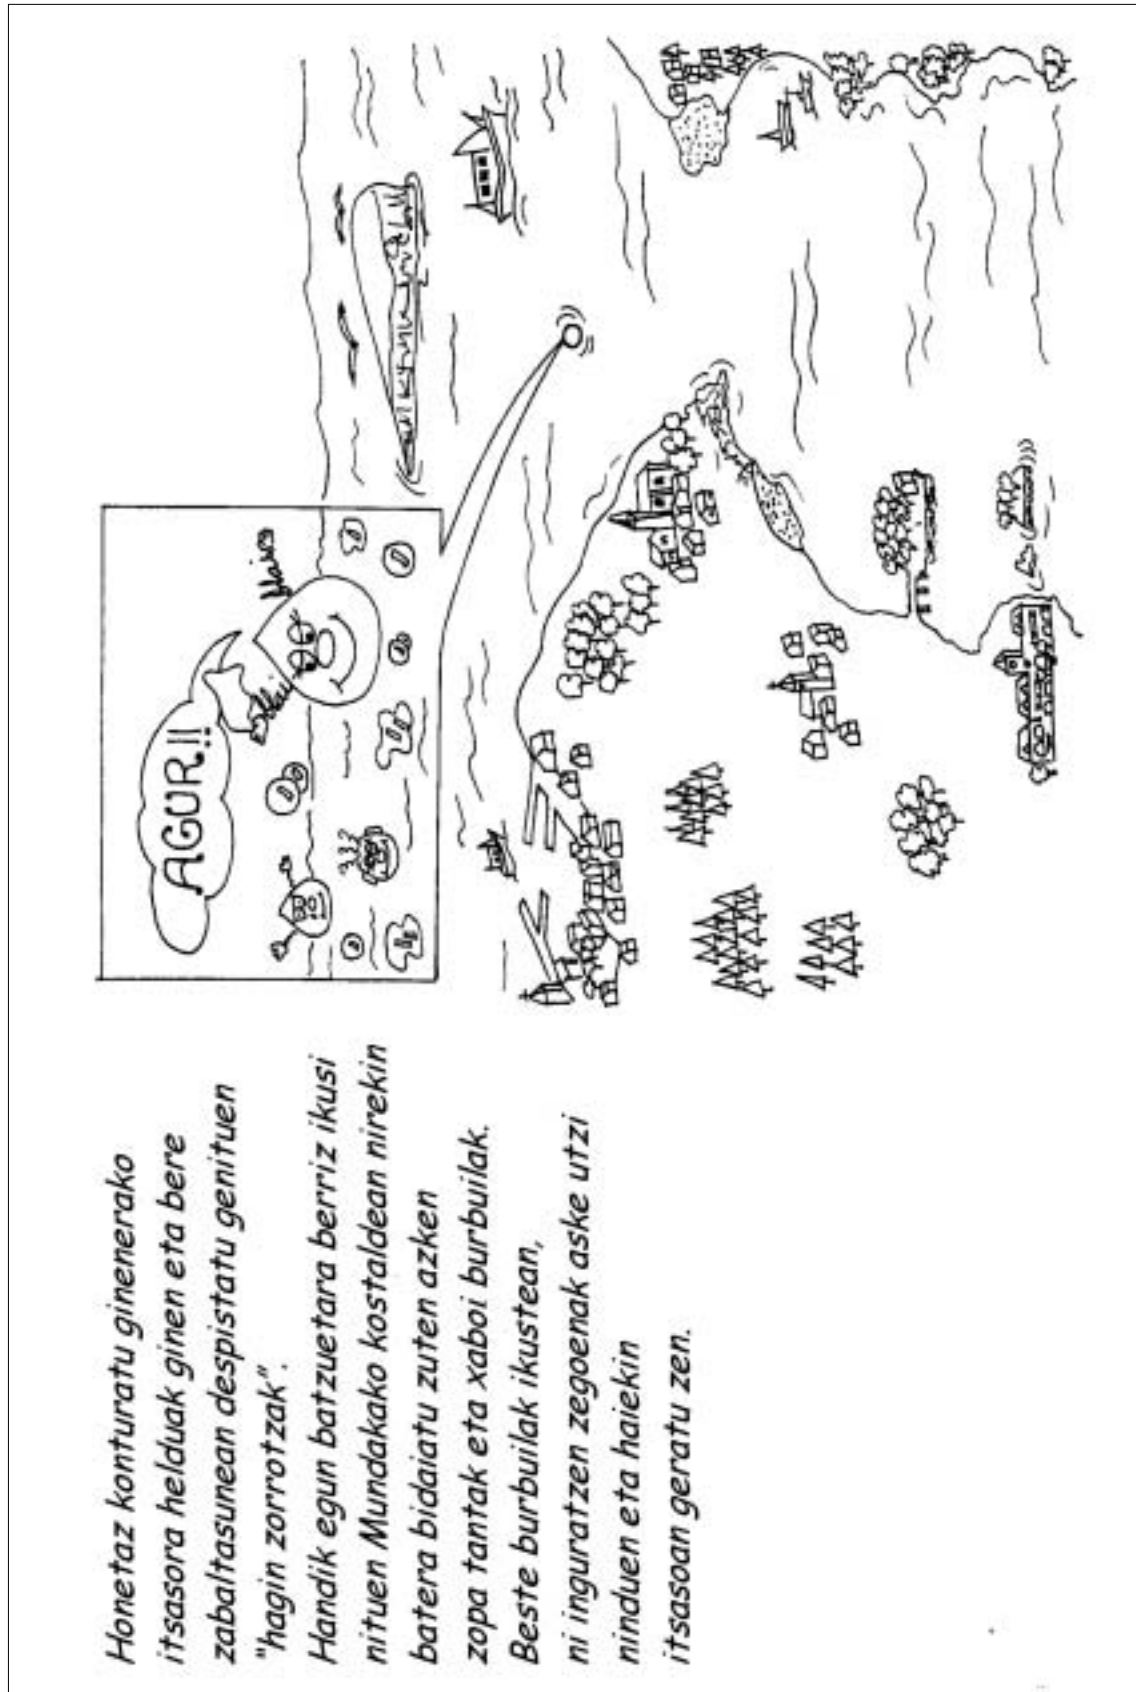 Honetaz konturatu ginenerako
itsasora helduak ginen eta bere
zabaltasunean despistatu genituen
"hagin zorrotzak".
Handik egun batzuetara berriz ikusi
nituen Mundakako kostaldean nirekin
batera bidaiatu zuten azken
zopa tantak eta xaboi burbuilak.
Beste burbuilak ikustean,
ni inguratzen zegoenak aske utzi
ninduen eta haiekin
itsasoan geratu zen.
AGUR!!